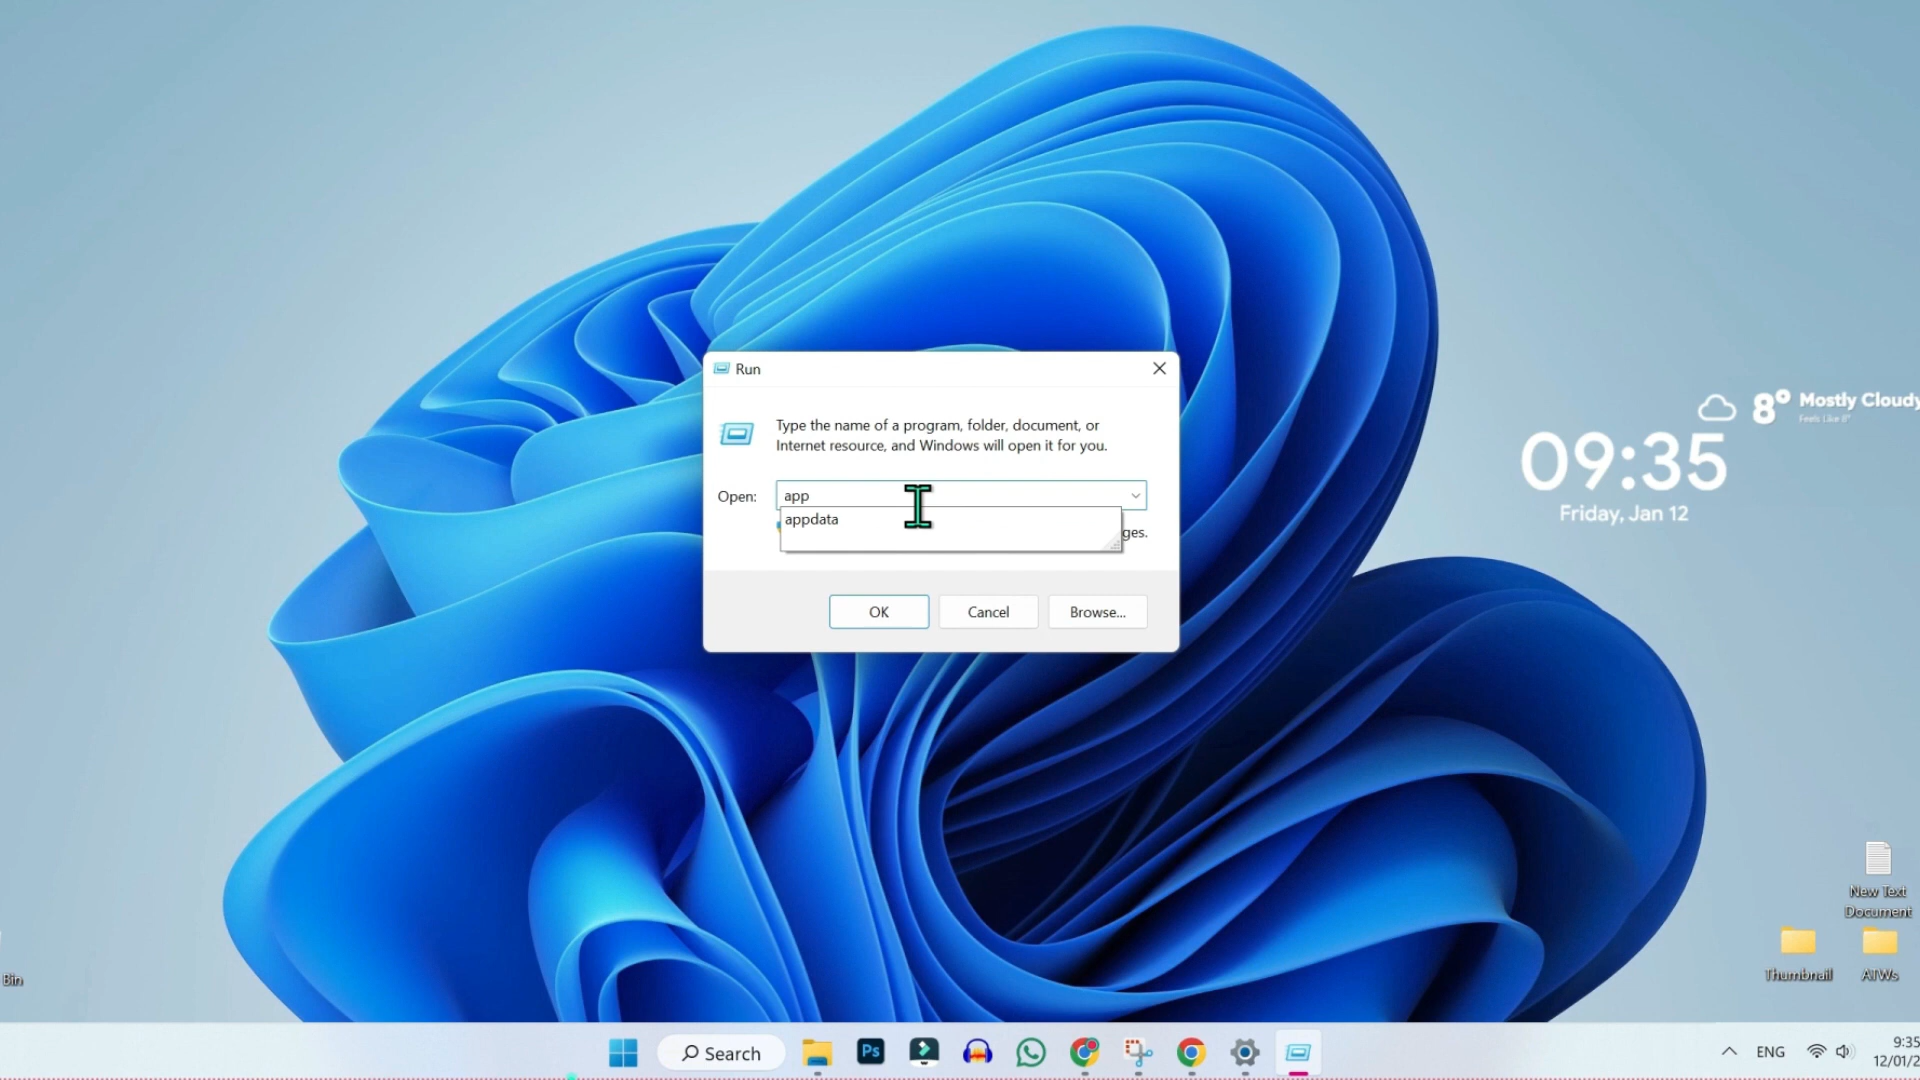 Run
Type the name of a program, folder, document, or
Internet resource, and Windows will open it for you.
Open:
app
appdata
ges.
OK
Cancel
Browse...
8° Mostly Cloudy
Feels Like 8°
09:35
Friday, Jan 12
New Text
Document
Thumbnail
ATWs
Bin
Search
Ps
ENG
9:35
12/01/2